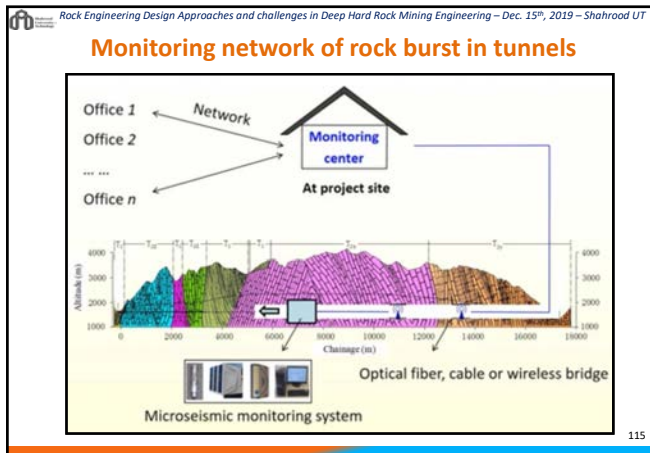 Rock Engineering Design Approaches and challenges in Deep Hard Rock Mining Engineering – Dec. 15th, 2019 – Shahrood UT
Monitoring network of rock burst in tunnels
Office 1
Network
Office 2
... ...
Office n
Monitoring
center
At project site
4000
3000
2000
1000
Altitude (m)
4000
3000
2000
1000
0 2000 4000 6000 8000 10000 12000 14000 16000
Chainage (m)
Optical fiber, cable or wireless bridge
Microseismic monitoring system
115